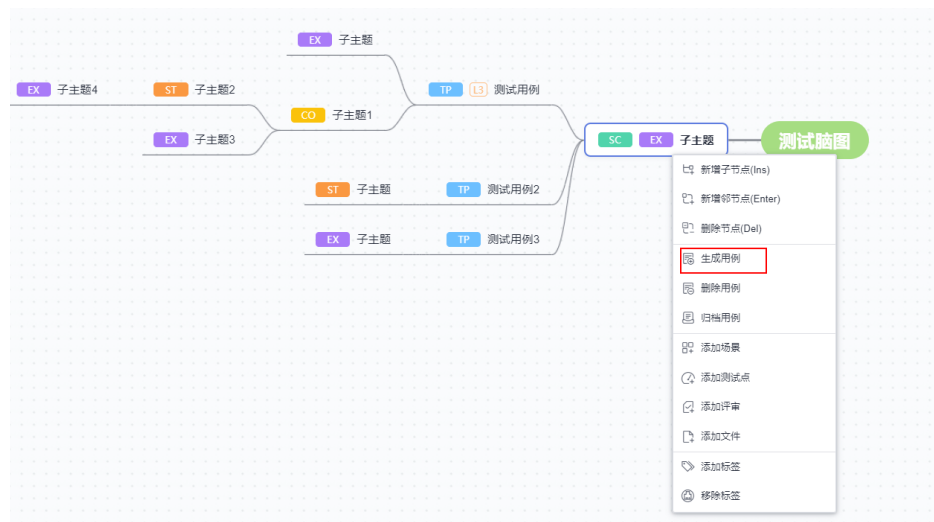 EX 子主题
EX 子主题4
ST 子主题2
TP L3 测试用例
CO 子主题1
EX 子主题3
SC EX 子主题
测试脑图
ST 子主题
TP 测试用例2
EX 子主题
TP 测试用例3
新增子节点(Ins)
新增邻节点(Enter)
删除节点(Del)
生成用例
删除用例
归档用例
添加场景
添加测试点
添加评审
添加文件
添加标签
移除标签